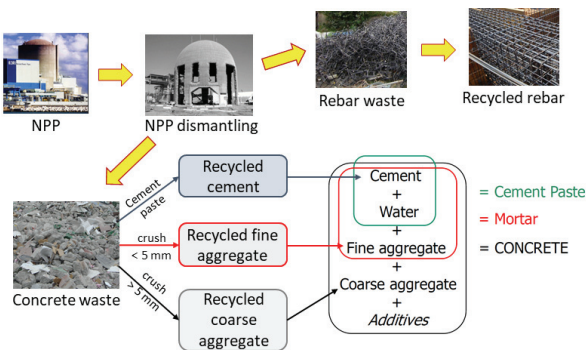 NPP
NPP dismantling
Rebar waste
Recycled rebar
Concrete waste
Cement
paste
crush
< 5 mm
crush
> 5 mm
Recycled
cement
Recycled fine
aggregate
Recycled
coarse
aggregate
Cement
+
Water
+
Fine aggregate
+
Coarse aggregate
+
Additives
= Cement Paste
= Mortar
= CONCRETE